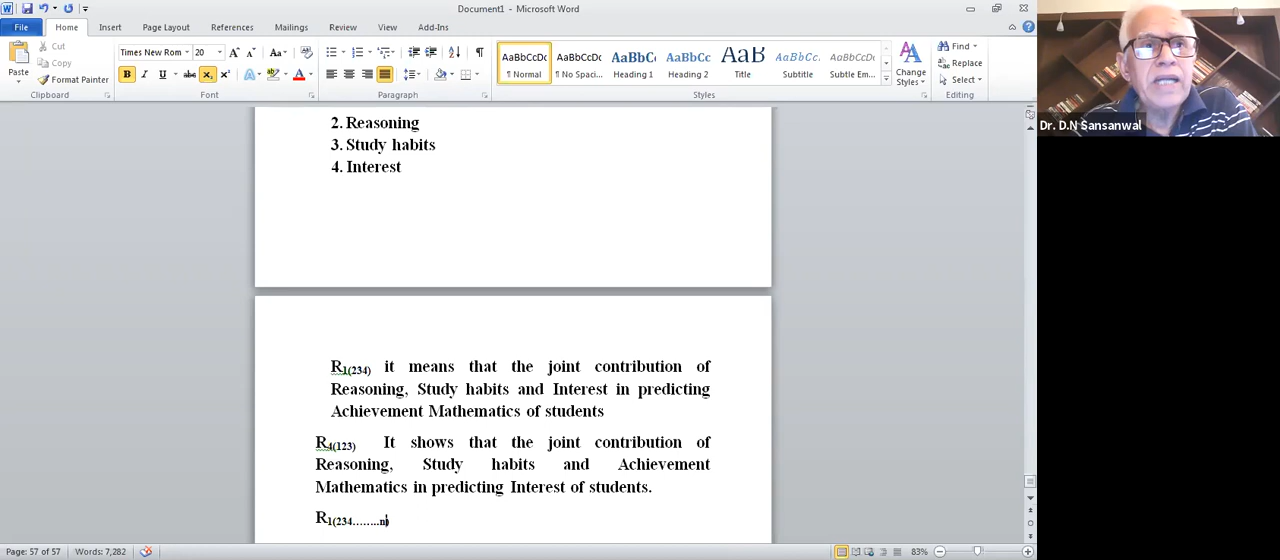 Document1 - Microsoft Word
File Home Insert Page Layout References Mailings Review View Add-Ins
Cut
Copy
Paste
Format Painter
Clipboard
Times New Rom 20
B I U abc x₂ x²
Font
Paragraph
AaBbCcDc AaBbCcDc AaBbC AaBbCc AaB AaBbCc. AaBbCcDc
¶ Normal ¶ No Spaci... Heading 1 Heading 2 Title Subtitle Subtle Em...
Change Styles
Styles
Find
Replace
Select
Editing
Dr. D.N Sansanwal
2. Reasoning
3. Study habits
4. Interest
R1(234) it means that the joint contribution of
Reasoning, Study habits and Interest in predicting
Achievement Mathematics of students
R4(123) It shows that the joint contribution of
Reasoning, Study habits and Achievement
Mathematics in predicting Interest of students.
R1(234........n)
Page: 57 of 57 Words: 7,282 83%